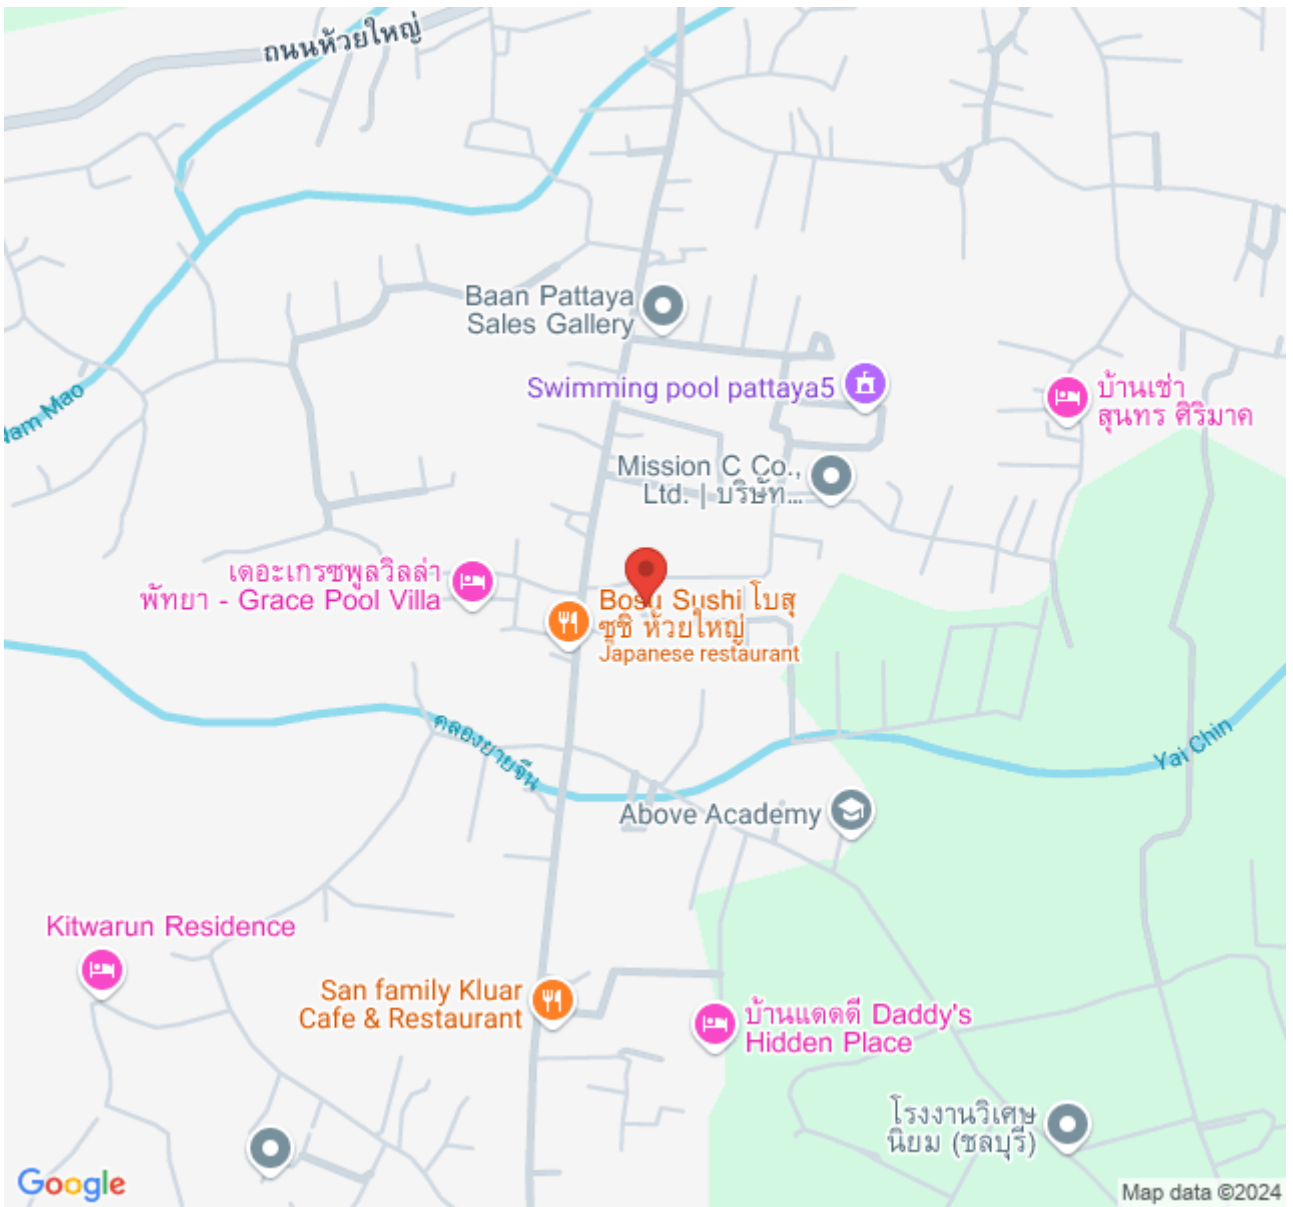 ถนนห้วยใหญ่
Baan Pattaya
Sales Gallery
Swimming pool pattaya5
บ้านเช่า
สุนทร ศิริมาค
Nam Mao
Mission C Co.,
Ltd. | บริษัท...
เดอะเกรซพูลวิลล่า
พัทยา - Grace Pool Villa
Bosu Sushi โบสุ
ซูชิ ห้วยใหญ่
Japanese restaurant
คลองยายจีน
Yai Chin
Above Academy
Kitwarun Residence
San family Kluar
Cafe & Restaurant
บ้านแดดดี Daddy's
Hidden Place
โรงงานวิเศษ
นิยม (ชลบุรี)
Google
Map data ©2024